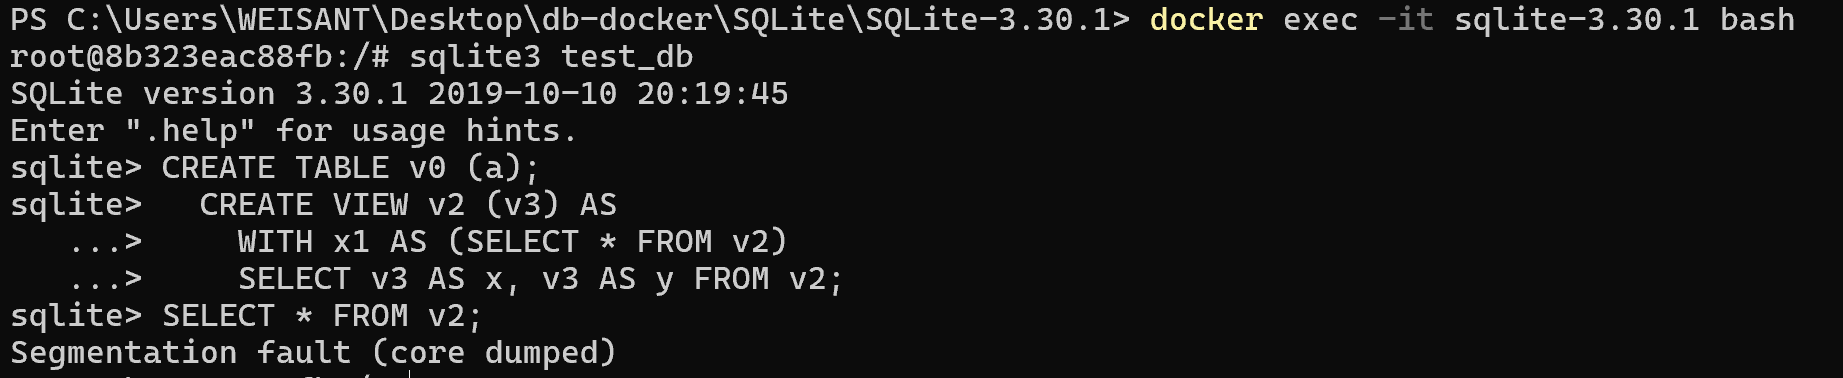 PS C:\Users\WEISANT\Desktop\db-docker\SQLite\SQLite-3.30.1> docker exec -it sqlite-3.30.1 bash
root@8b323eac88fb:/# sqlite3 test_db
SQLite version 3.30.1 2019-10-10 20:19:45
Enter ".help" for usage hints.
sqlite> CREATE TABLE v0 (a);
sqlite>   CREATE VIEW v2 (v3) AS
   ...>     WITH x1 AS (SELECT * FROM v2)
   ...>     SELECT v3 AS x, v3 AS y FROM v2;
sqlite> SELECT * FROM v2;
Segmentation fault (core dumped)